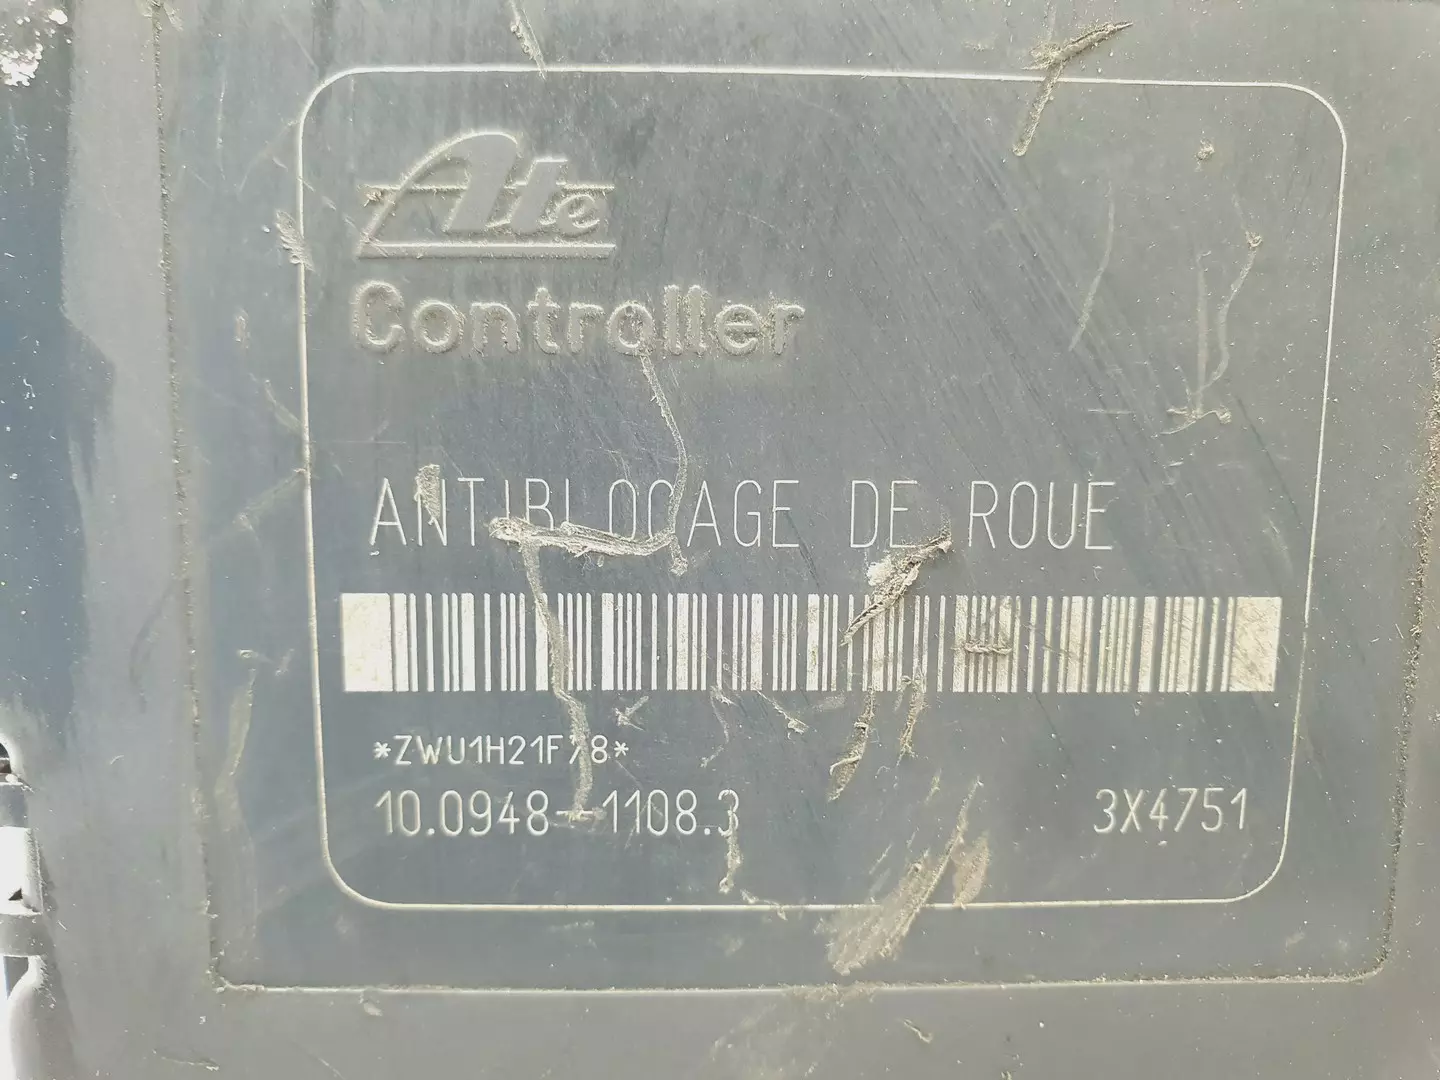 Ate
Controller
ANTIBLOCAGE DE ROUE
*ZWU1H21F78*
10.0948-1108.3 3X4751